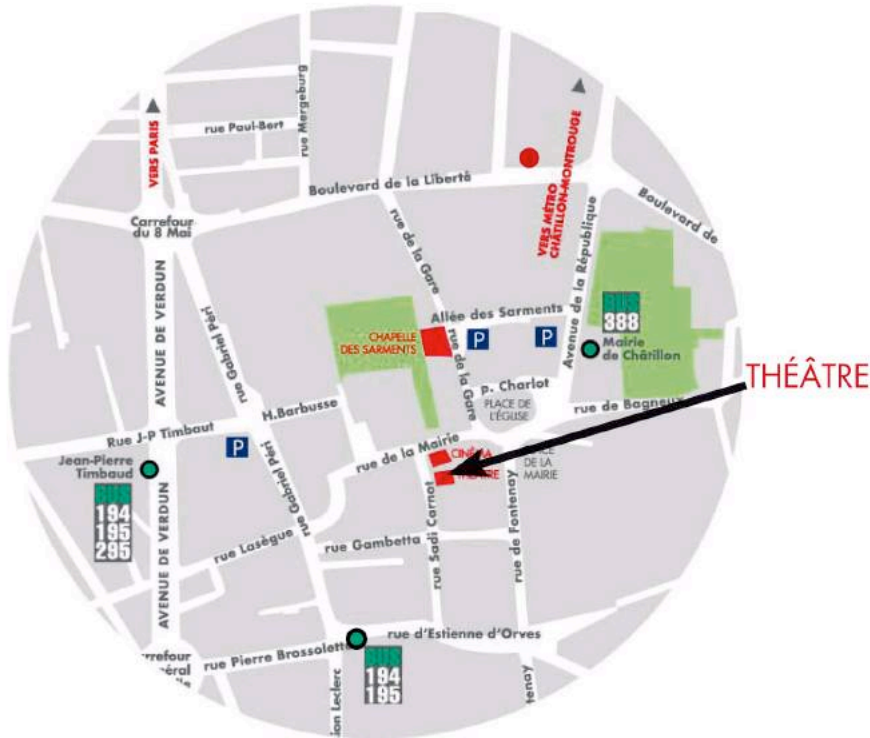 rue Mergeburg
rue Paul-Bert
VERS PARIS
Boulevard de la Liberté
VERS MÉTRO
CHÂTILLON-MONTROUGE
Boulevard de
Carrefour
du 8 Mai
rue de la Gare
Avenue de la République
AVENUE DE VERDUN
rue Gabriel Péri
Allée des Sarments
BUS
388
CHAPELLE
DES SARMENTS
P
P
Mairie
de Châtillon
rue de la Gare
p. Charlot
THÉÂTRE
PLACE DE
L'ÉGLISE
rue de Bagneux
H.Barbusse
Rue J-P Timbaut
P
rue de la Mairie
CINÉMA
DE LA
MAIRIE
Jean-Pierre
Timbaud
BUS
194
195
295
rue Gabriel Péri
rue Sadi Carnot
rue de Fontenay
AVENUE DE VERDUN
rue Lasègue
rue Gambetta
rue d'Estienne d'Orves
rue Pierre Brossolette
BUS
194
195